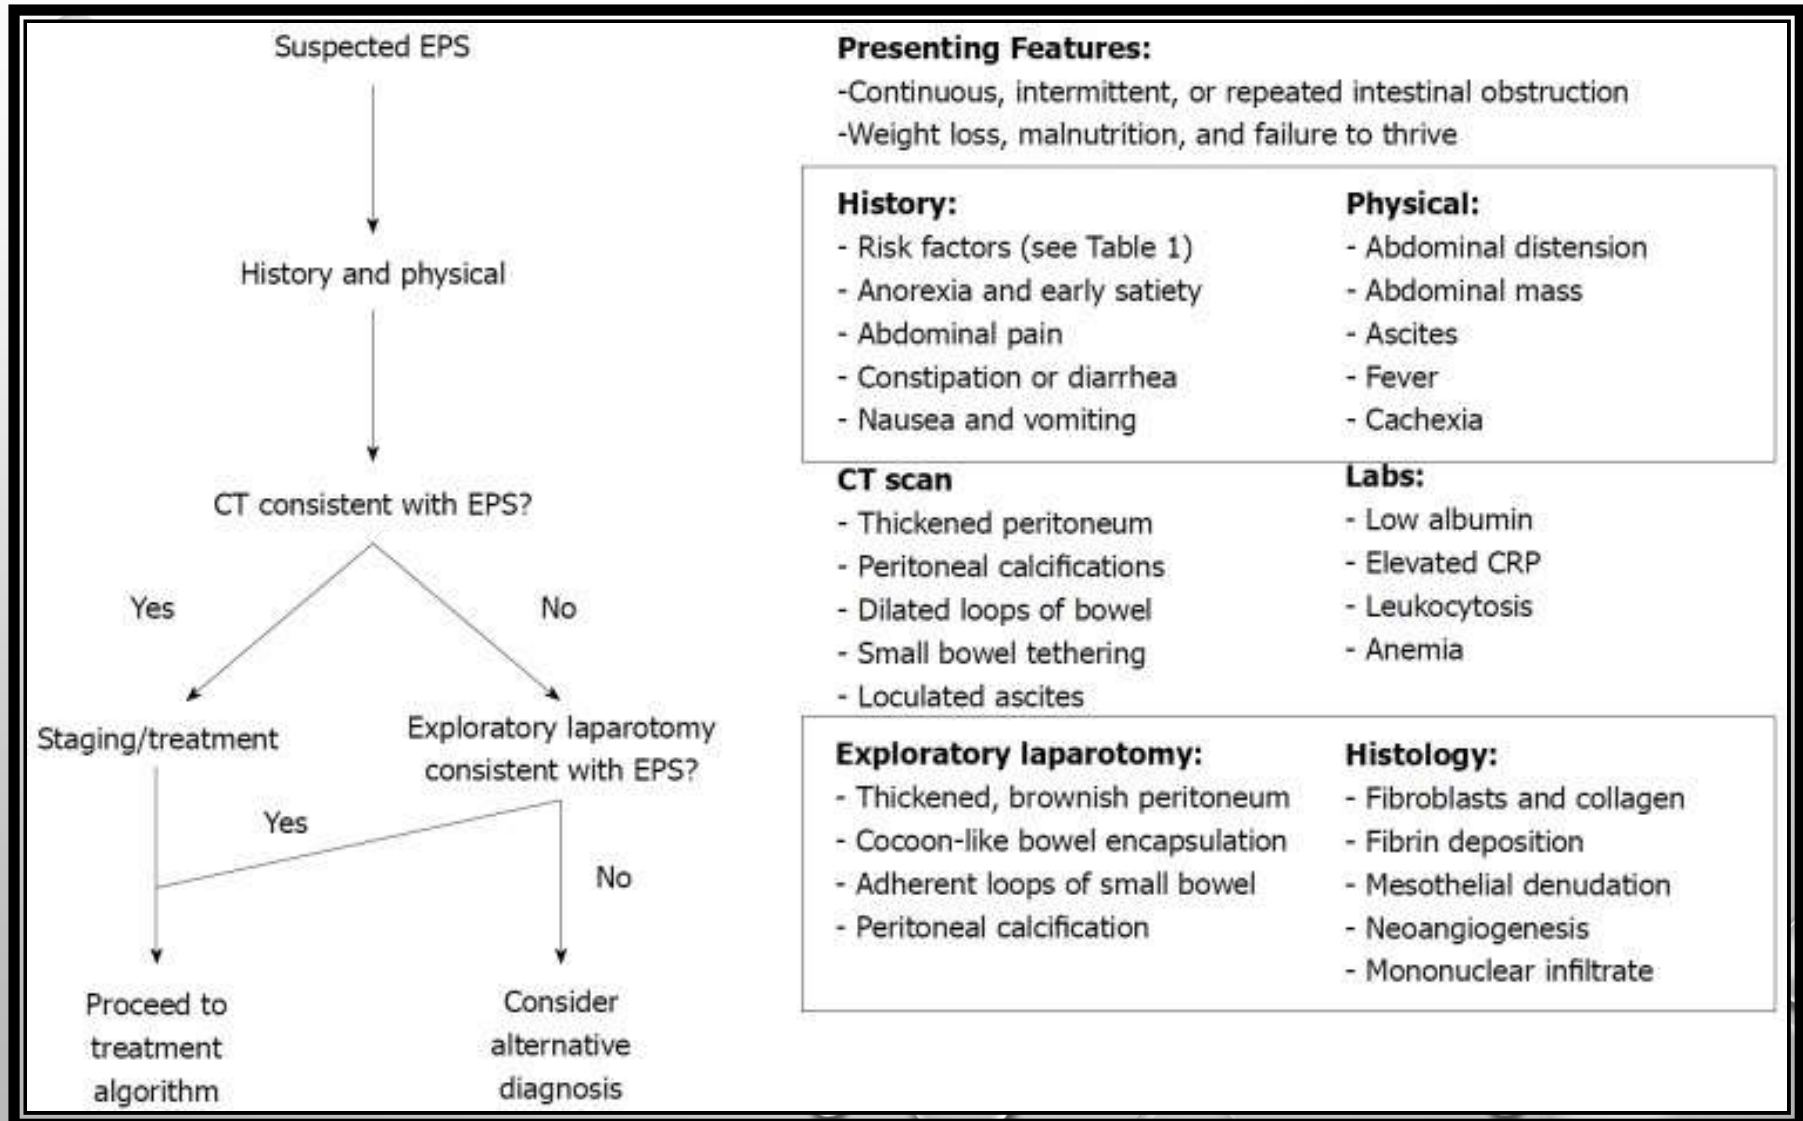 Suspected EPS
History and physical
CT consistent with EPS?
Yes
No
Staging/treatment
Exploratory laparotomy
consistent with EPS?
Yes
No
Proceed to
treatment
algorithm
Consider
alternative
diagnosis
Presenting Features:
-Continuous, intermittent, or repeated intestinal obstruction
-Weight loss, malnutrition, and failure to thrive
History:
- Risk factors (see Table 1)
- Anorexia and early satiety
- Abdominal pain
- Constipation or diarrhea
- Nausea and vomiting
Physical:
- Abdominal distension
- Abdominal mass
- Ascites
- Fever
- Cachexia
CT scan
- Thickened peritoneum
- Peritoneal calcifications
- Dilated loops of bowel
- Small bowel tethering
- Loculated ascites
Labs:
- Low albumin
- Elevated CRP
- Leukocytosis
- Anemia
Exploratory laparotomy:
- Thickened, brownish peritoneum
- Cocoon-like bowel encapsulation
- Adherent loops of small bowel
- Peritoneal calcification
Histology:
- Fibroblasts and collagen
- Fibrin deposition
- Mesothelial denudation
- Neoangiogenesis
- Mononuclear infiltrate